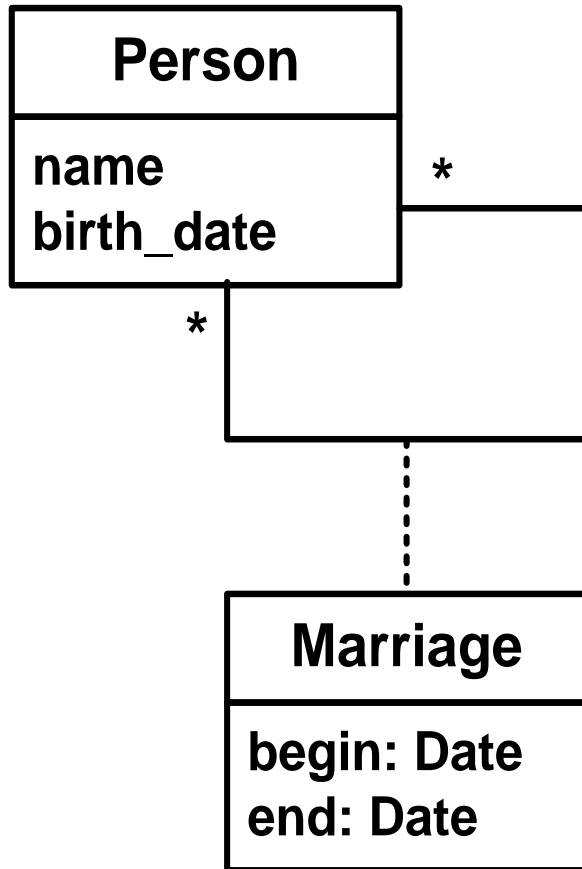 Person
name
birth_date
*
*
Marriage
begin: Date
end: Date